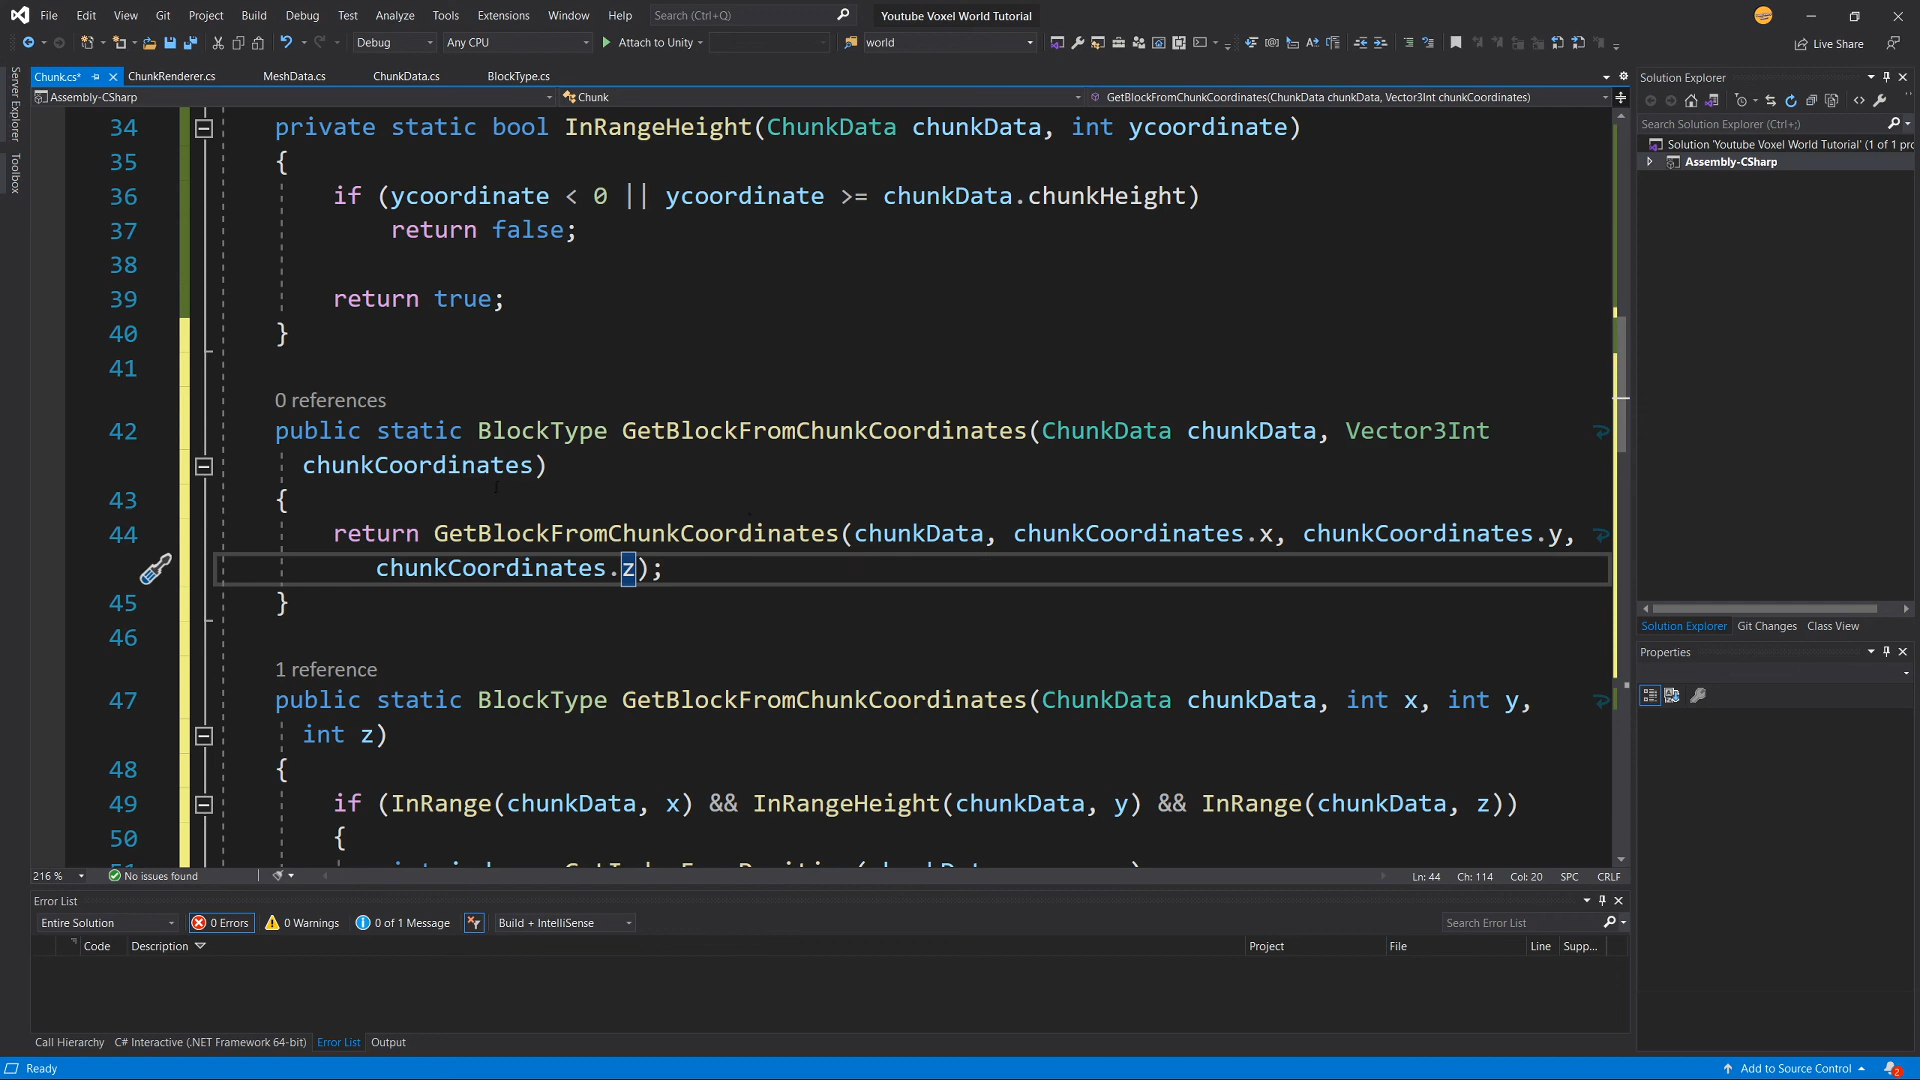 File Edit View Git Project Build Debug Test Analyze Tools Extensions Window Help Search (Ctrl+Q) Youtube Voxel World Tutorial
Debug Any CPU Attach to Unity world Live Share
Chunk.cs* ChunkRenderer.cs MeshData.cs ChunkData.cs BlockType.cs
Assembly-CSharp Chunk GetBlockFromChunkCoordinates(ChunkData chunkData, Vector3Int chunkCoordinates)
Server Explorer
Toolbox
34 private static bool InRangeHeight(ChunkData chunkData, int ycoordinate)
35 {
36 if (ycoordinate < 0 || ycoordinate >= chunkData.chunkHeight)
37 return false;
38
39 return true;
40 }
41
0 references
42 public static BlockType GetBlockFromChunkCoordinates(ChunkData chunkData, Vector3Int
chunkCoordinates)
43 {
44 return GetBlockFromChunkCoordinates(chunkData, chunkCoordinates.x, chunkCoordinates.y,
chunkCoordinates.z);
45 }
46
1 reference
47 public static BlockType GetBlockFromChunkCoordinates(ChunkData chunkData, int x, int y,
int z)
48 {
49 if (InRange(chunkData, x) && InRangeHeight(chunkData, y) && InRange(chunkData, z))
50 {
216 % No issues found Ln: 44 Ch: 114 Col: 20 SPC CRLF
Error List
Entire Solution 0 Errors 0 Warnings 0 of 1 Message Build + IntelliSense Search Error List
Code Description Project File Line Supp...
Call Hierarchy C# Interactive (.NET Framework 64-bit) Error List Output
Ready Add to Source Control 2
Solution Explorer
Search Solution Explorer (Ctrl+;)
Solution 'Youtube Voxel World Tutorial' (1 of 1 pro
Assembly-CSharp
Solution Explorer Git Changes Class View
Properties